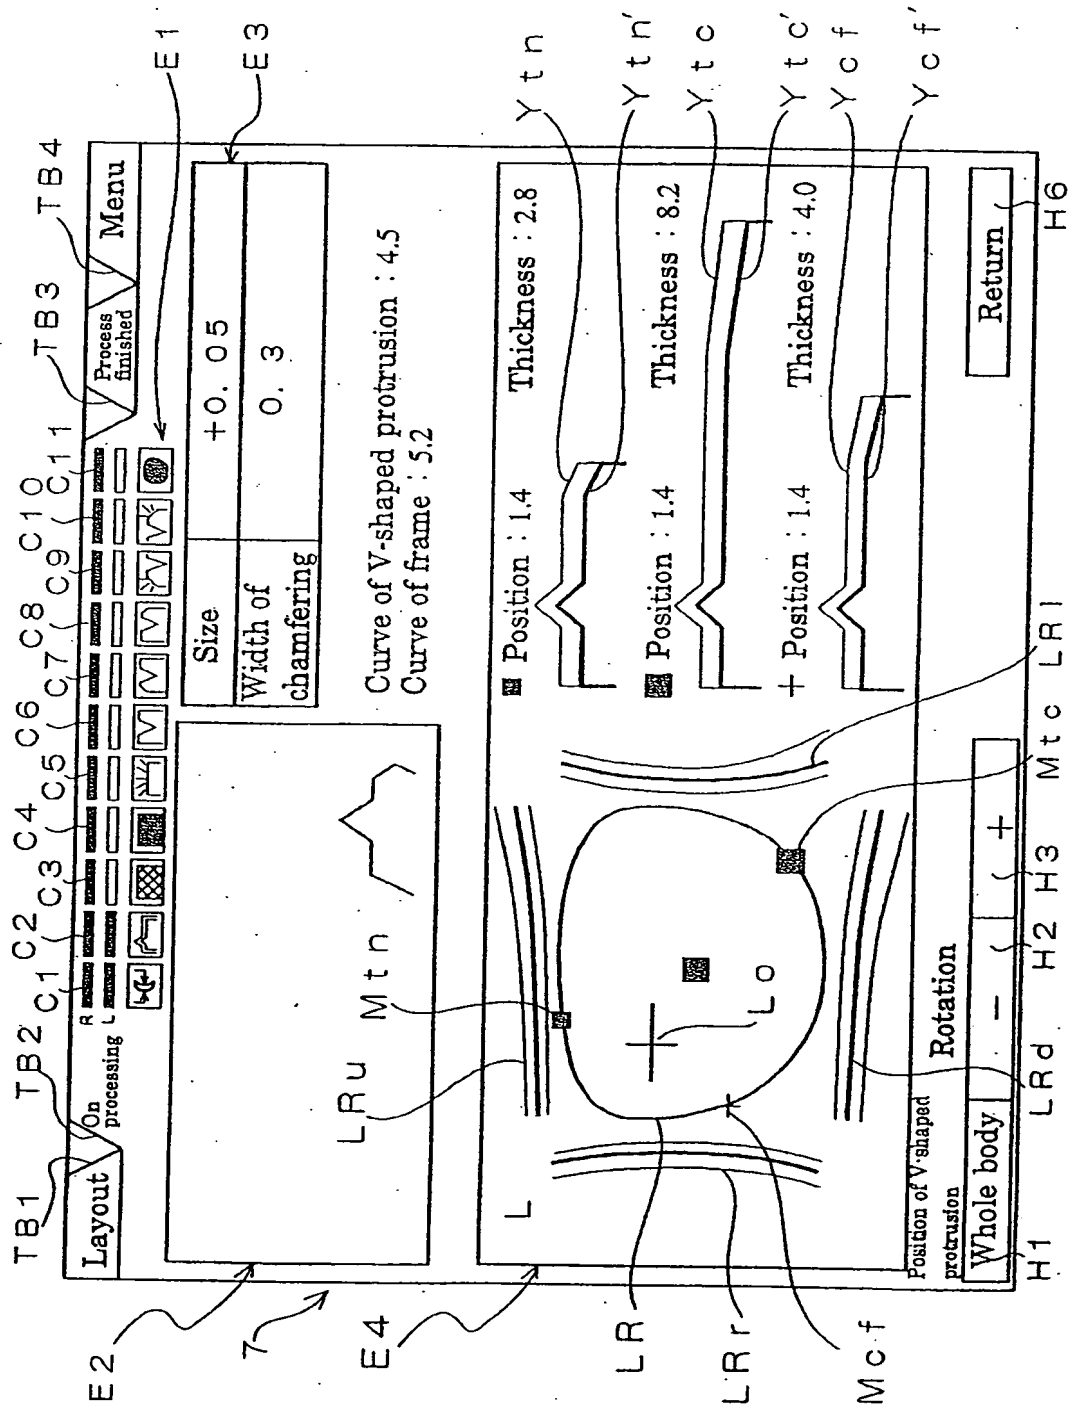 TB1
TB2
C1
C2
C3
C4
C5
C6
C7
C8
C9
C10
C11
TB3
TB4
E1
E3
Layout
On
processing
R
L
Process
finished
Menu
Size
+0. 05
Width of
chamfering
0. 3
Curve of V-shaped protrusion : 4.5
Curve of frame : 5.2
E2
7
E4
LRu
Mtn
L
Lo
Position : 1.4
Thickness : 2.8
Position : 1.4
Thickness : 8.2
+ Position : 1.4
Thickness : 4.0
Ytn
Ytn'
Ytc
Ytc'
Ycf
Ycf'
LR
LRr
Mcf
Position of V-shaped
protrusion
Rotation
Whole body
−
+
Return
H1
LRd
H2
H3
Mtc
LRl
H6